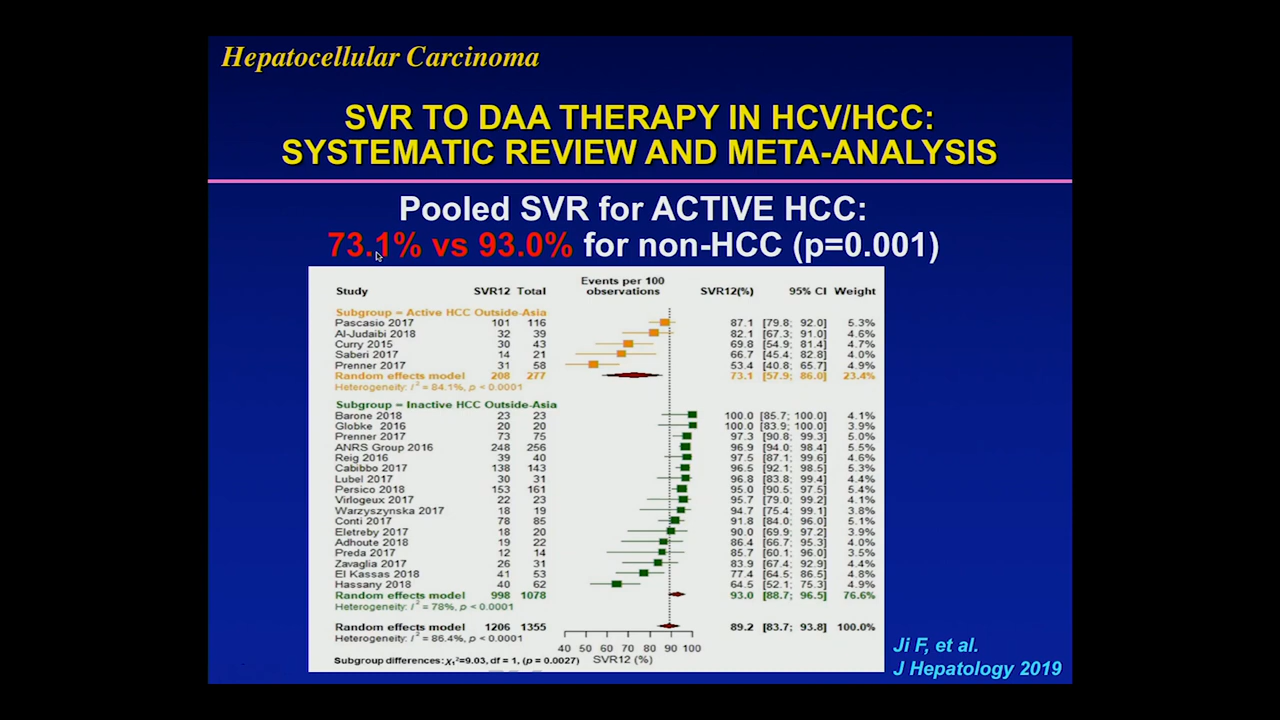 Hepatocellular Carcinoma
SVR TO DAA THERAPY IN HCV/HCC:
SYSTEMATIC REVIEW AND META-ANALYSIS
Pooled SVR for ACTIVE HCC:
73.1% vs 93.0% for non-HCC (p=0.001)
Events per 100
Study SVR12 Total observations SVR12(%) 95% CI Weight
Subgroup = Active HCC Outside-Asia
Pascasio 2017 101 116 87.1 [79.8; 92.0] 5.3%
Al-Judaibi 2018 32 39 82.1 [67.3; 91.0] 4.6%
Curry 2015 30 43 69.8 [54.9; 81.4] 4.7%
Saberi 2017 14 21 66.7 [45.4; 82.8] 4.0%
Prenner 2017 31 58 53.4 [40.8; 65.7] 4.9%
Random effects model 208 277 73.1 [57.9; 86.0] 23.4%
Heterogeneity: I² = 84.1%, p < 0.0001
Subgroup = Inactive HCC Outside-Asia
Barone 2018 23 23 100.0 [85.7; 100.0] 4.1%
Globke 2016 20 20 100.0 [83.9; 100.0] 3.9%
Prenner 2017 73 75 97.3 [90.8; 99.3] 5.0%
ANRS Group 2016 248 256 96.9 [94.0; 98.4] 5.5%
Reig 2016 39 40 97.5 [87.1; 99.6] 4.6%
Cabibbo 2017 138 143 96.5 [92.1; 98.5] 5.3%
Lubel 2017 30 31 96.8 [83.8; 99.4] 4.4%
Persico 2018 153 161 95.0 [90.5; 97.5] 5.4%
Virlogeux 2017 22 23 95.7 [79.0; 99.2] 4.1%
Warzyszynska 2017 18 19 94.7 [75.4; 99.1] 3.8%
Conti 2017 78 85 91.8 [84.0; 96.0] 5.1%
Eletreby 2017 18 20 90.0 [69.9; 97.2] 3.9%
Adhoute 2018 19 22 86.4 [66.7; 95.3] 4.0%
Preda 2017 12 14 85.7 [60.1; 96.0] 3.5%
Zavaglia 2017 26 31 83.9 [67.4; 92.9] 4.4%
El Kassas 2018 41 53 77.4 [64.5; 86.5] 4.8%
Hassany 2018 40 62 64.5 [52.1; 75.3] 4.9%
Random effects model 998 1078 93.0 [88.7; 96.5] 76.6%
Heterogeneity: I² = 78%, p < 0.0001
Random effects model 1206 1355 89.2 [83.7; 93.8] 100.0%
Heterogeneity: I² = 86.4%, p < 0.0001
40 50 60 70 80 90 100
Subgroup differences: χ₁²=9.03, df = 1, (p = 0.0027) SVR12 (%)
Ji F, et al.
J Hepatology 2019